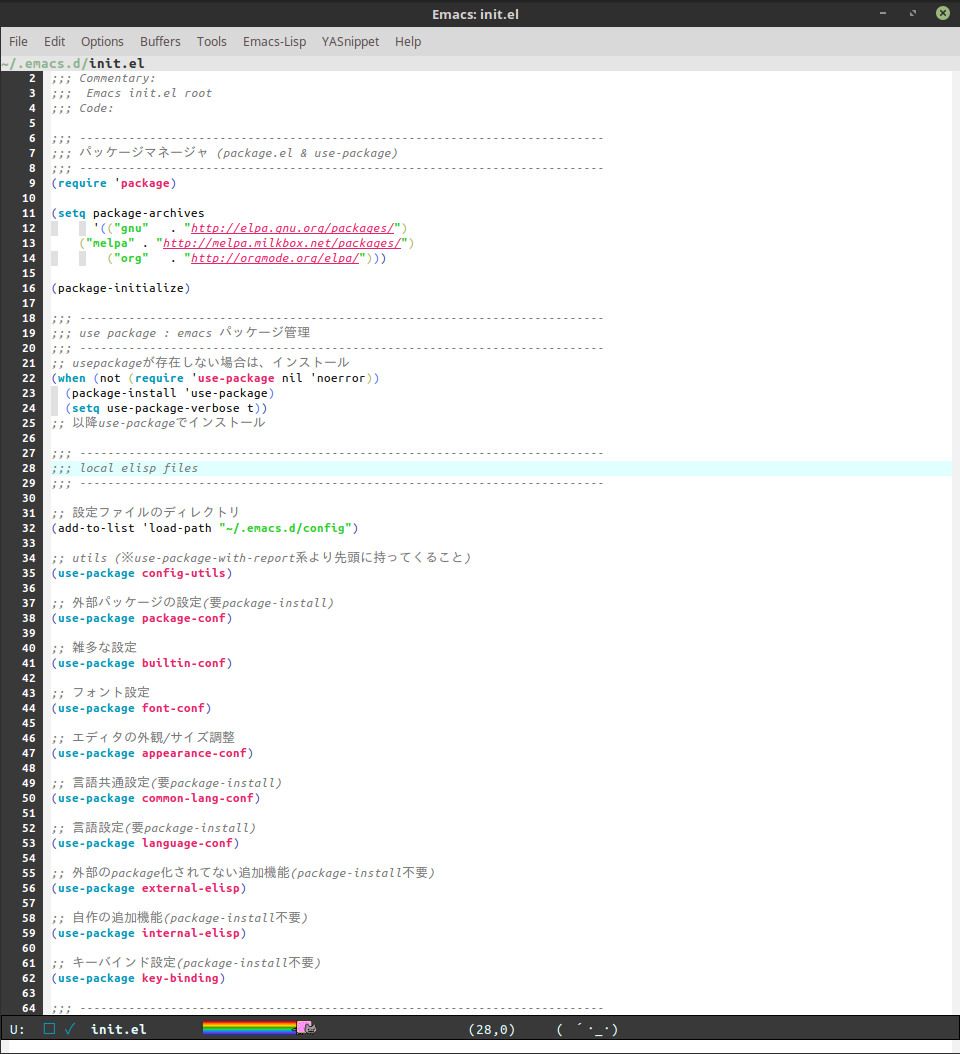 Emacs: init.el
File Edit Options Buffers Tools Emacs-Lisp YASnippet Help
~/.emacs.d/init.el
2 ;;; Commentary:
3 ;;;  Emacs init.el root
4 ;;; Code:
5
6 ;;; ---------------------------------------------------------------------------
7 ;;; パッケージマネージャ (package.el & use-package)
8 ;;; ---------------------------------------------------------------------------
9 (require 'package)
10
11 (setq package-archives
12       '(("gnu"   . "http://elpa.gnu.org/packages/")
13     ("melpa" . "http://melpa.milkbox.net/packages/")
14         ("org"   . "http://orgmode.org/elpa/")))
15
16 (package-initialize)
17
18 ;;; ---------------------------------------------------------------------------
19 ;;; use package : emacs パッケージ管理
20 ;;; ---------------------------------------------------------------------------
21 ;; usepackageが存在しない場合は、インストール
22 (when (not (require 'use-package nil 'noerror))
23   (package-install 'use-package)
24   (setq use-package-verbose t))
25 ;; 以降use-packageでインストール
26
27 ;;; ---------------------------------------------------------------------------
28 ;;; local elisp files
29 ;;; ---------------------------------------------------------------------------
30
31 ;; 設定ファイルのディレクトリ
32 (add-to-list 'load-path "~/.emacs.d/config")
33
34 ;; utils (※use-package-with-report系より先頭に持ってくること)
35 (use-package config-utils)
36
37 ;; 外部パッケージの設定(要package-install)
38 (use-package package-conf)
39
40 ;; 雑多な設定
41 (use-package builtin-conf)
42
43 ;; フォント設定
44 (use-package font-conf)
45
46 ;; エディタの外観/サイズ調整
47 (use-package appearance-conf)
48
49 ;; 言語共通設定(要package-install)
50 (use-package common-lang-conf)
51
52 ;; 言語設定(要package-install)
53 (use-package language-conf)
54
55 ;; 外部のpackage化されてない追加機能(package-install不要)
56 (use-package external-elisp)
57
58 ;; 自作の追加機能(package-install不要)
59 (use-package internal-elisp)
60
61 ;; キーバインド設定(package-install不要)
62 (use-package key-binding)
63
64 ;;; ---------------------------------------------------------------------------
U: □ ✓ init.el (28,0) ( ´･_･)